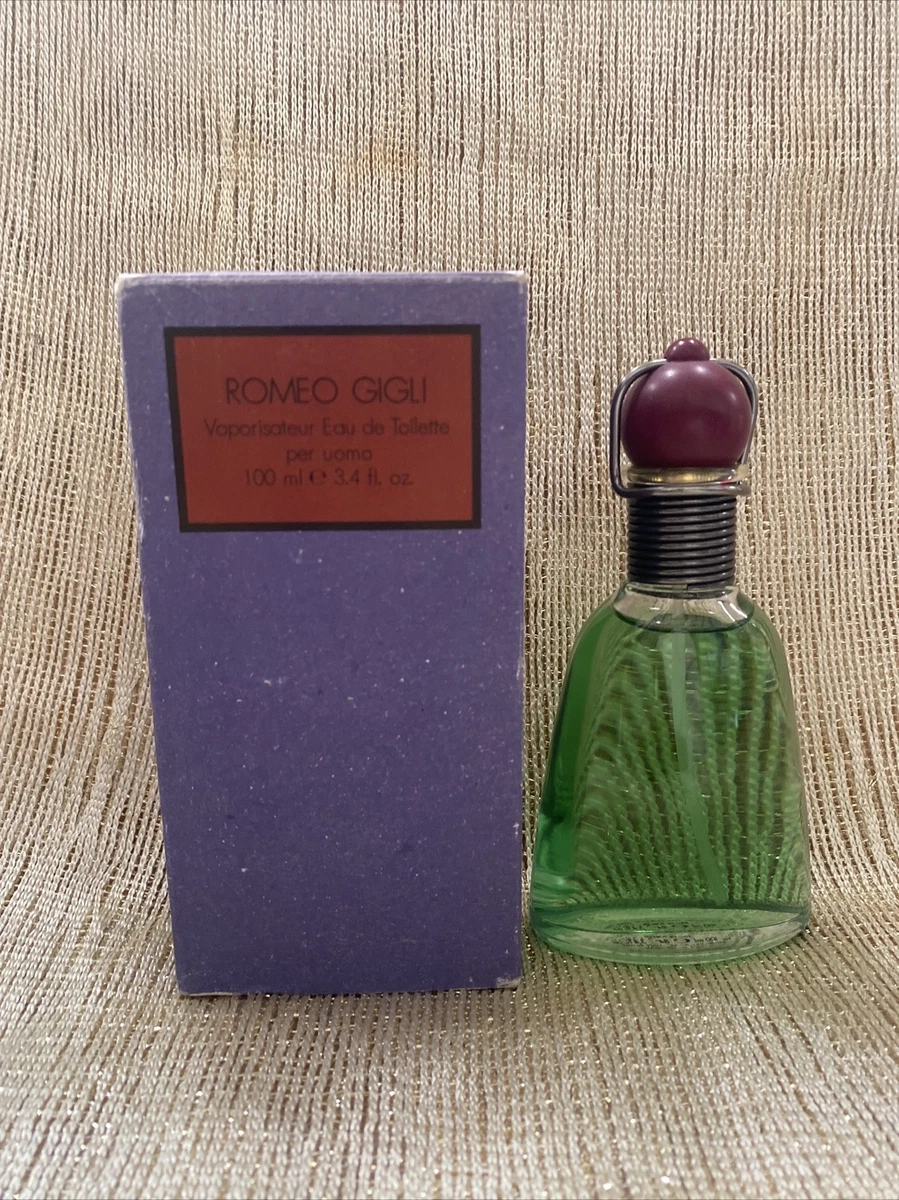 ROMEO GIGLI
Vaporisateur Eau de Toilette
per uomo
100 ml ℮ 3.4 fl. oz.